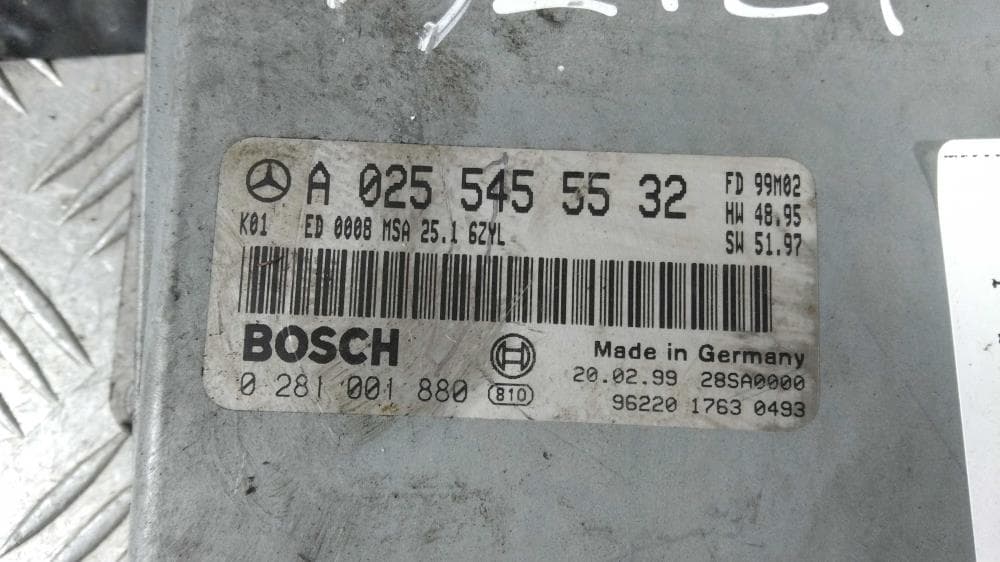 A 025 545 55 32
FD 99M02
HW 48.95
SW 51.97
K01 ED 0008 MSA 25.1 6ZYL
BOSCH
Made in Germany
0 281 001 880
810
20.02.99 28SA0000
96220 1763 0493